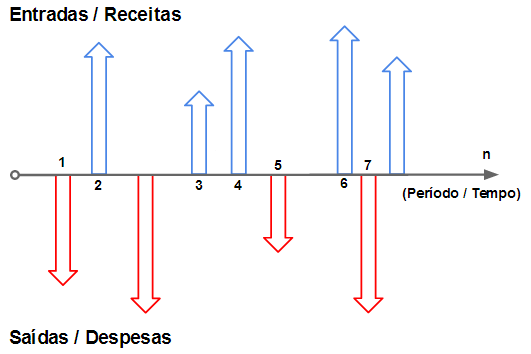 Entradas / Receitas
1
5
7
n
2
3
4
6
(Período / Tempo)
Saídas / Despesas